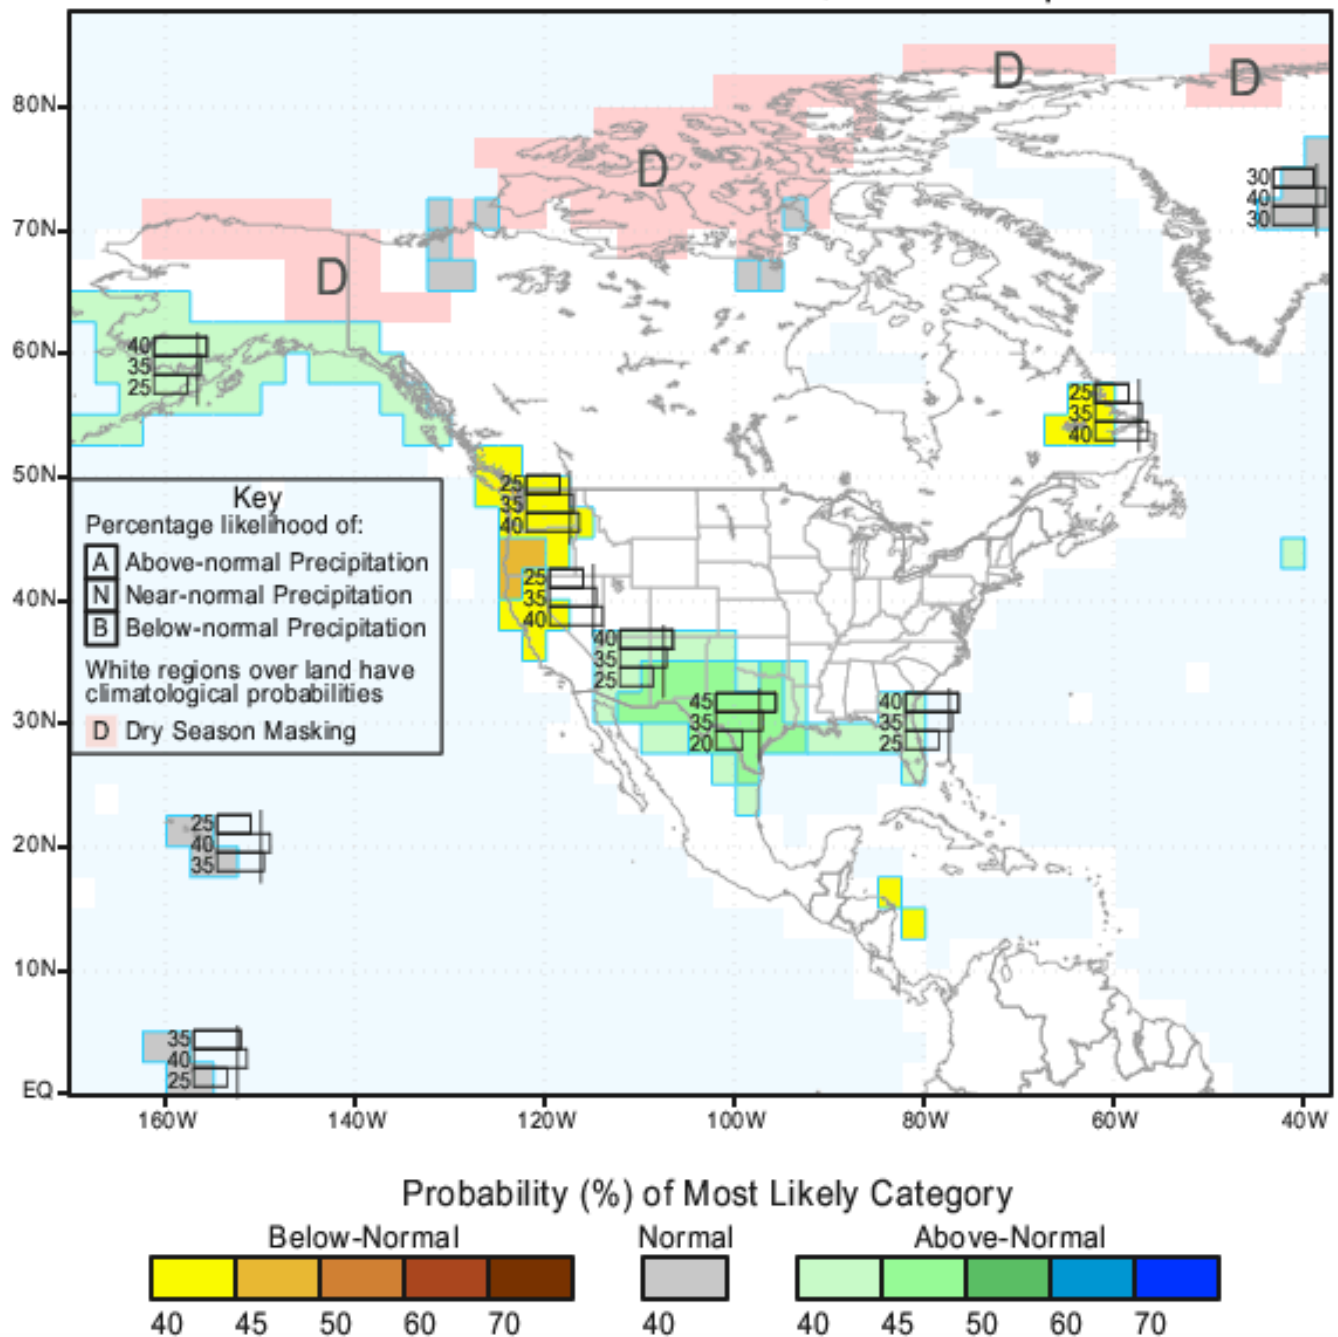 80N
D
D
D
30
40
30
70N
D
60N
40
35
25
25
35
40
50N
25
35
40
Key
Percentage likelihood of:
A Above-normal Precipitation
N Near-normal Precipitation
B Below-normal Precipitation
White regions over land have
climatological probabilities
D Dry Season Masking
25
35
40
40N
40
35
25
45
35
20
40
35
25
30N
25
40
35
20N
10N
35
40
25
EQ
160W 140W 120W 100W 80W 60W 40W
Probability (%) of Most Likely Category
Below-Normal Normal Above-Normal
40 45 50 60 70 40 40 45 50 60 70